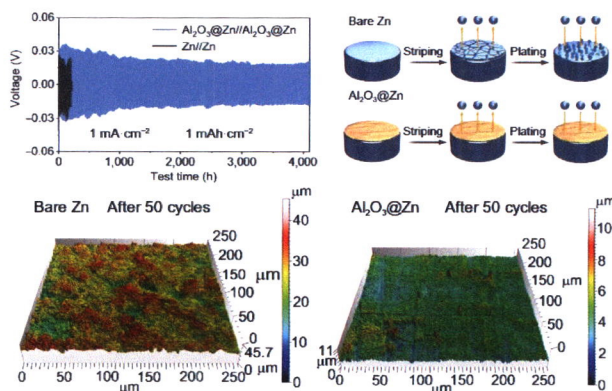 0.06
0.03
0.00
−0.03
−0.06
Voltage (V)
Al₂O₃@Zn//Al₂O₃@Zn
Zn//Zn
1 mA·cm⁻²
1 mAh·cm⁻²
0
1,000
2,000
3,000
4,000
Test time (h)
Bare Zn
Striping
Plating
Al₂O₃@Zn
Striping
Plating
Bare Zn After 50 cycles
μm
40
30
20
10
0
250
200
150
100
50
0
μm
45.7
0 μm
0
50
100
150
200
250
μm
Al₂O₃@Zn After 50 cycles
μm
10
8
6
4
2
0
250
200
150
100
50
0
μm
11
μm
0
50
100
150
200
250
μm